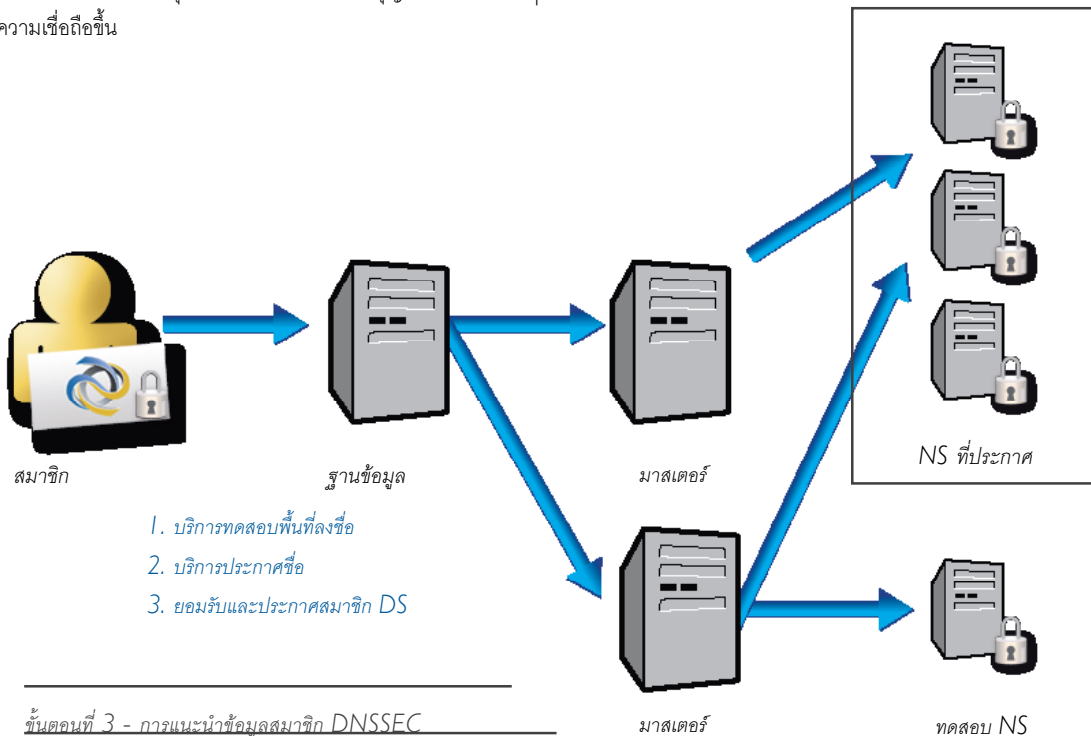 ความเชื่อถือขึ้น
NS ที่ประกาศ
สมาชิก
ฐานข้อมูล
มาสเตอร์
1. บริการทดสอบพื้นที่ลงชื่อ
2. บริการประกาศชื่อ
3. ยอมรับและประกาศสมาชิก DS
ขั้นตอนที่ 3 - การแนะนำข้อมูลสมาชิก DNSSEC
มาสเตอร์
ทดสอบ NS